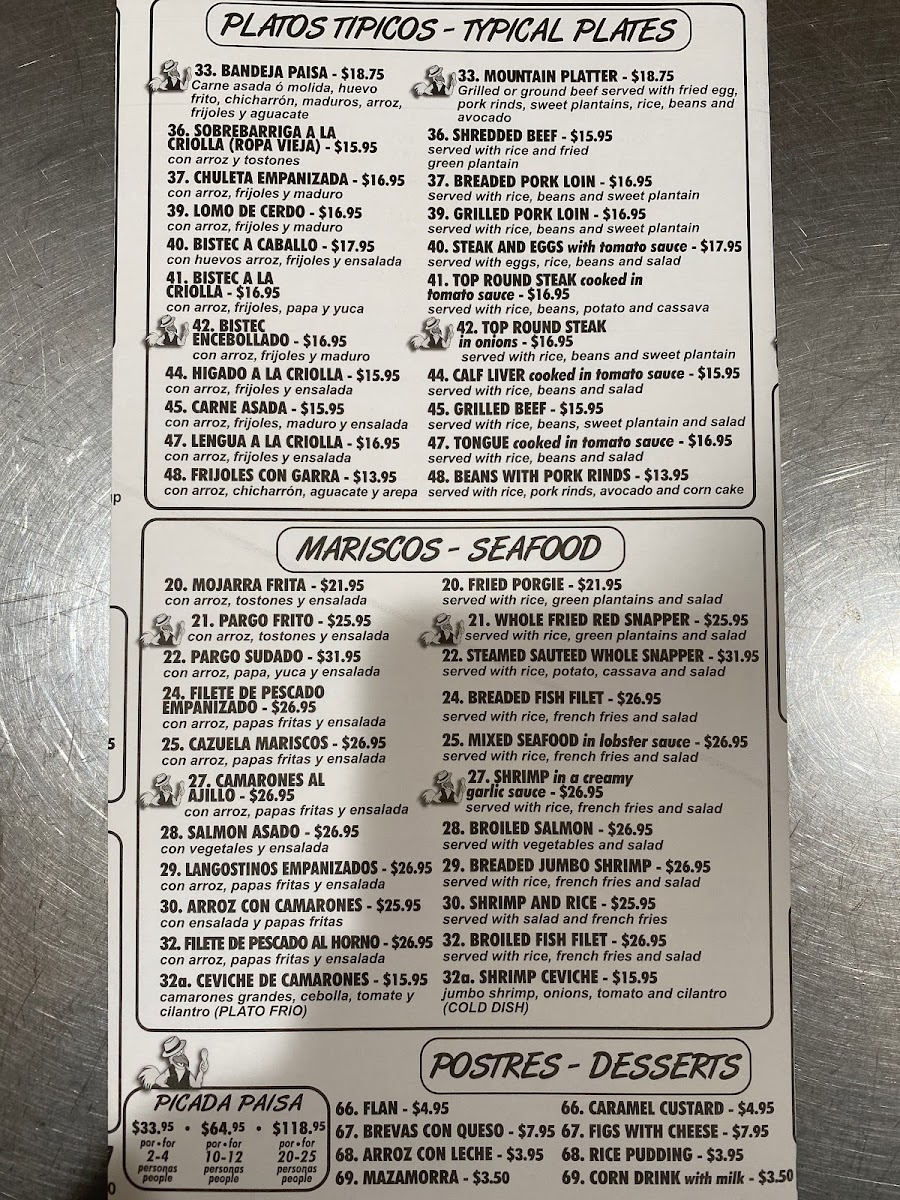 PLATOS TIPICOS - TYPICAL PLATES
33. BANDEJA PAISA - $18.75
Carne asada ó molida, huevo
frito, chicharrón, maduros, arroz,
frijoles y aguacate
36. SOBREBARRIGA A LA
CRIOLLA (ROPA VIEJA) - $15.95
con arroz y tostones
37. CHULETA EMPANIZADA - $16.95
con arroz, frijoles y maduro
39. LOMO DE CERDO - $16.95
con arroz, frijoles y maduro
40. BISTEC A CABALLO - $17.95
con huevos arroz, frijoles y ensalada
41. BISTEC A LA
CRIOLLA - $16.95
con arroz, frijoles, papa y yuca
42. BISTEC
ENCEBOLLADO - $16.95
con arroz, frijoles y maduro
44. HIGADO A LA CRIOLLA - $15.95
con arroz, frijoles y ensalada
45. CARNE ASADA - $15.95
con arroz, frijoles, maduro y ensalada
47. LENGUA A LA CRIOLLA - $16.95
con arroz, frijoles y ensalada
48. FRIJOLES CON GARRA - $13.95
con arroz, chicharrón, aguacate y arepa
33. MOUNTAIN PLATTER - $18.75
Grilled or ground beef served with fried egg,
pork rinds, sweet plantains, rice, beans and
avocado
36. SHREDDED BEEF - $15.95
served with rice and fried
green plantain
37. BREADED PORK LOIN - $16.95
served with rice, beans and sweet plantain
39. GRILLED PORK LOIN - $16.95
served with rice, beans and sweet plantain
40. STEAK AND EGGS with tomato sauce - $17.95
served with eggs, rice, beans and salad
41. TOP ROUND STEAK cooked in
tomato sauce - $16.95
served with rice, beans, potato and cassava
42. TOP ROUND STEAK
in onions - $16.95
served with rice, beans and sweet plantain
44. CALF LIVER cooked in tomato sauce - $15.95
served with rice, beans and salad
45. GRILLED BEEF - $15.95
served with rice, beans, sweet plantain and salad
47. TONGUE cooked in tomato sauce - $16.95
served with rice, beans and salad
48. BEANS WITH PORK RINDS - $13.95
served with rice, pork rinds, avocado and corn cake
MARISCOS - SEAFOOD
20. MOJARRA FRITA - $21.95
con arroz, tostones y ensalada
21. PARGO FRITO - $25.95
con arroz, tostones y ensalada
22. PARGO SUDADO - $31.95
con arroz, papa, yuca y ensalada
24. FILETE DE PESCADO
EMPANIZADO - $26.95
con arroz, papas fritas y ensalada
25. CAZUELA MARISCOS - $26.95
con arroz, papas fritas y ensalada
27. CAMARONES AL
AJILLO - $26.95
con arroz, papas fritas y ensalada
28. SALMON ASADO - $26.95
con vegetales y ensalada
29. LANGOSTINOS EMPANIZADOS - $26.95
con arroz, papas fritas y ensalada
30. ARROZ CON CAMARONES - $25.95
con ensalada y papas fritas
32. FILETE DE PESCADO AL HORNO - $26.95
con arroz, papas fritas y ensalada
32a. CEVICHE DE CAMARONES - $15.95
camarones grandes, cebolla, tomate y
cilantro (PLATO FRIO)
20. FRIED PORGIE - $21.95
served with rice, green plantains and salad
21. WHOLE FRIED RED SNAPPER - $25.95
served with rice, green plantains and salad
22. STEAMED SAUTEED WHOLE SNAPPER - $31.95
served with rice, potato, cassava and salad
24. BREADED FISH FILET - $26.95
served with rice, french fries and salad
25. MIXED SEAFOOD in lobster sauce - $26.95
served with rice, french fries and salad
27. SHRIMP in a creamy
garlic sauce - $26.95
served with rice, french fries and salad
28. BROILED SALMON - $26.95
served with vegetables and salad
29. BREADED JUMBO SHRIMP - $26.95
served with rice, french fries and salad
30. SHRIMP AND RICE - $25.95
served with salad and french fries
32. BROILED FISH FILET - $26.95
served with rice, french fries and salad
32a. SHRIMP CEVICHE - $15.95
jumbo shrimp, onions, tomato and cilantro
(COLD DISH)
PICADA PAISA
$33.95 • $64.95 • $118.95
por • for por • for por • for
2-4 10-12 20-25
personas personas personas
people people people
POSTRES - DESSERTS
66. FLAN - $4.95
67. BREVAS CON QUESO - $7.95
68. ARROZ CON LECHE - $3.95
69. MAZAMORRA - $3.50
66. CARAMEL CUSTARD - $4.95
67. FIGS WITH CHEESE - $7.95
68. RICE PUDDING - $3.95
69. CORN DRINK with milk - $3.50